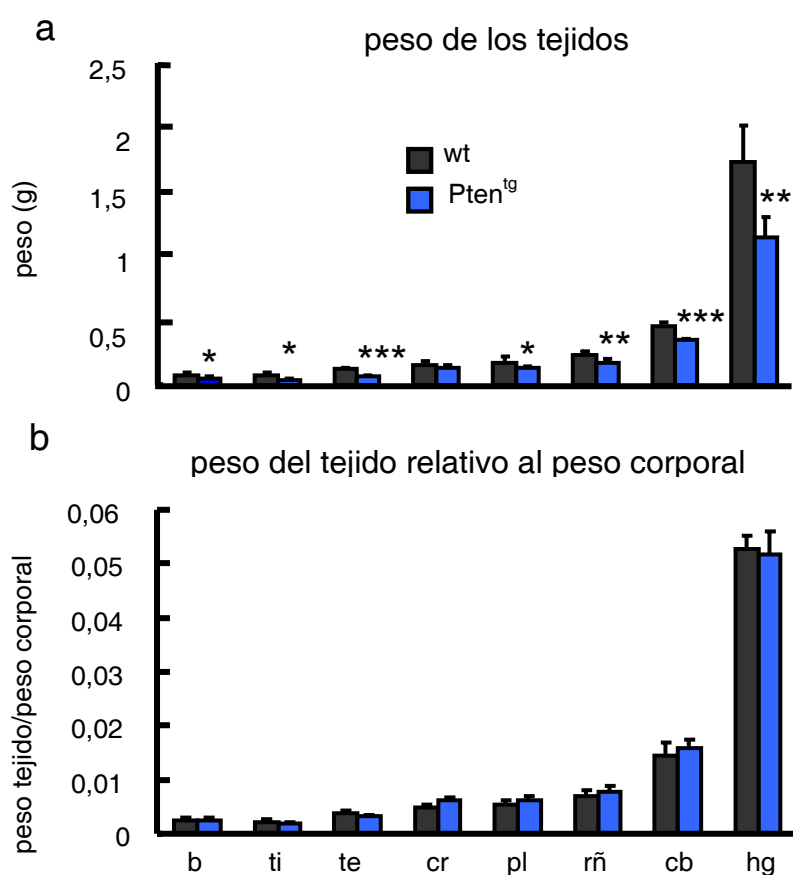 a
peso de los tejidos
peso (g)
2,5
2
1,5
1
0,5
0
wt
Pten^tg
* * *** * ** *** **
b
peso del tejido relativo al peso corporal
peso tejido/peso corporal
0,06
0,05
0,04
0,03
0,02
0,01
0
b ti te cr pl rñ cb hg